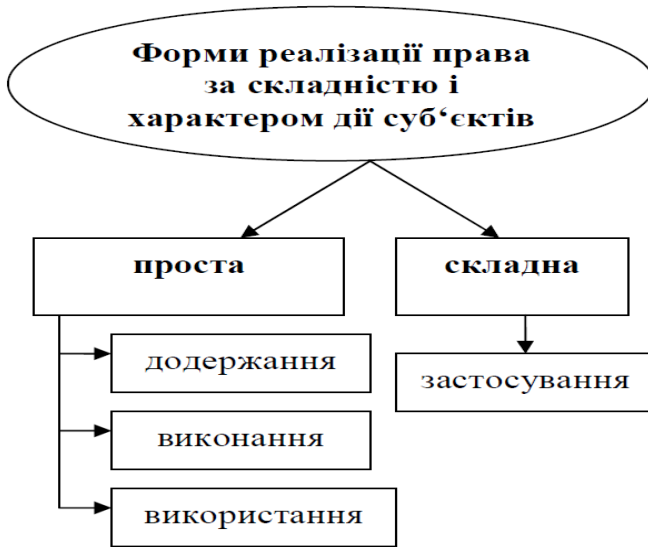 Форми реалізації права
за складністю і
характером дії суб‘єктів
проста
складна
додержання
застосування
виконання
використання